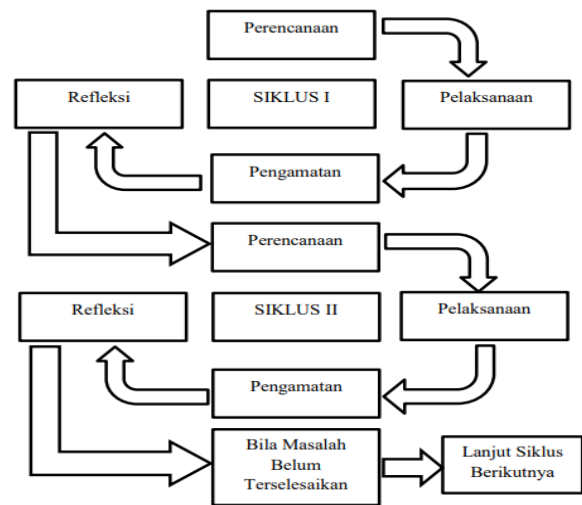 Perencanaan
Refleksi
SIKLUS I
Pelaksanaan
Pengamatan
Perencanaan
Refleksi
SIKLUS II
Pelaksanaan
Pengamatan
Bila Masalah
Belum
Terselesaikan
Lanjut Siklus
Berikutnya